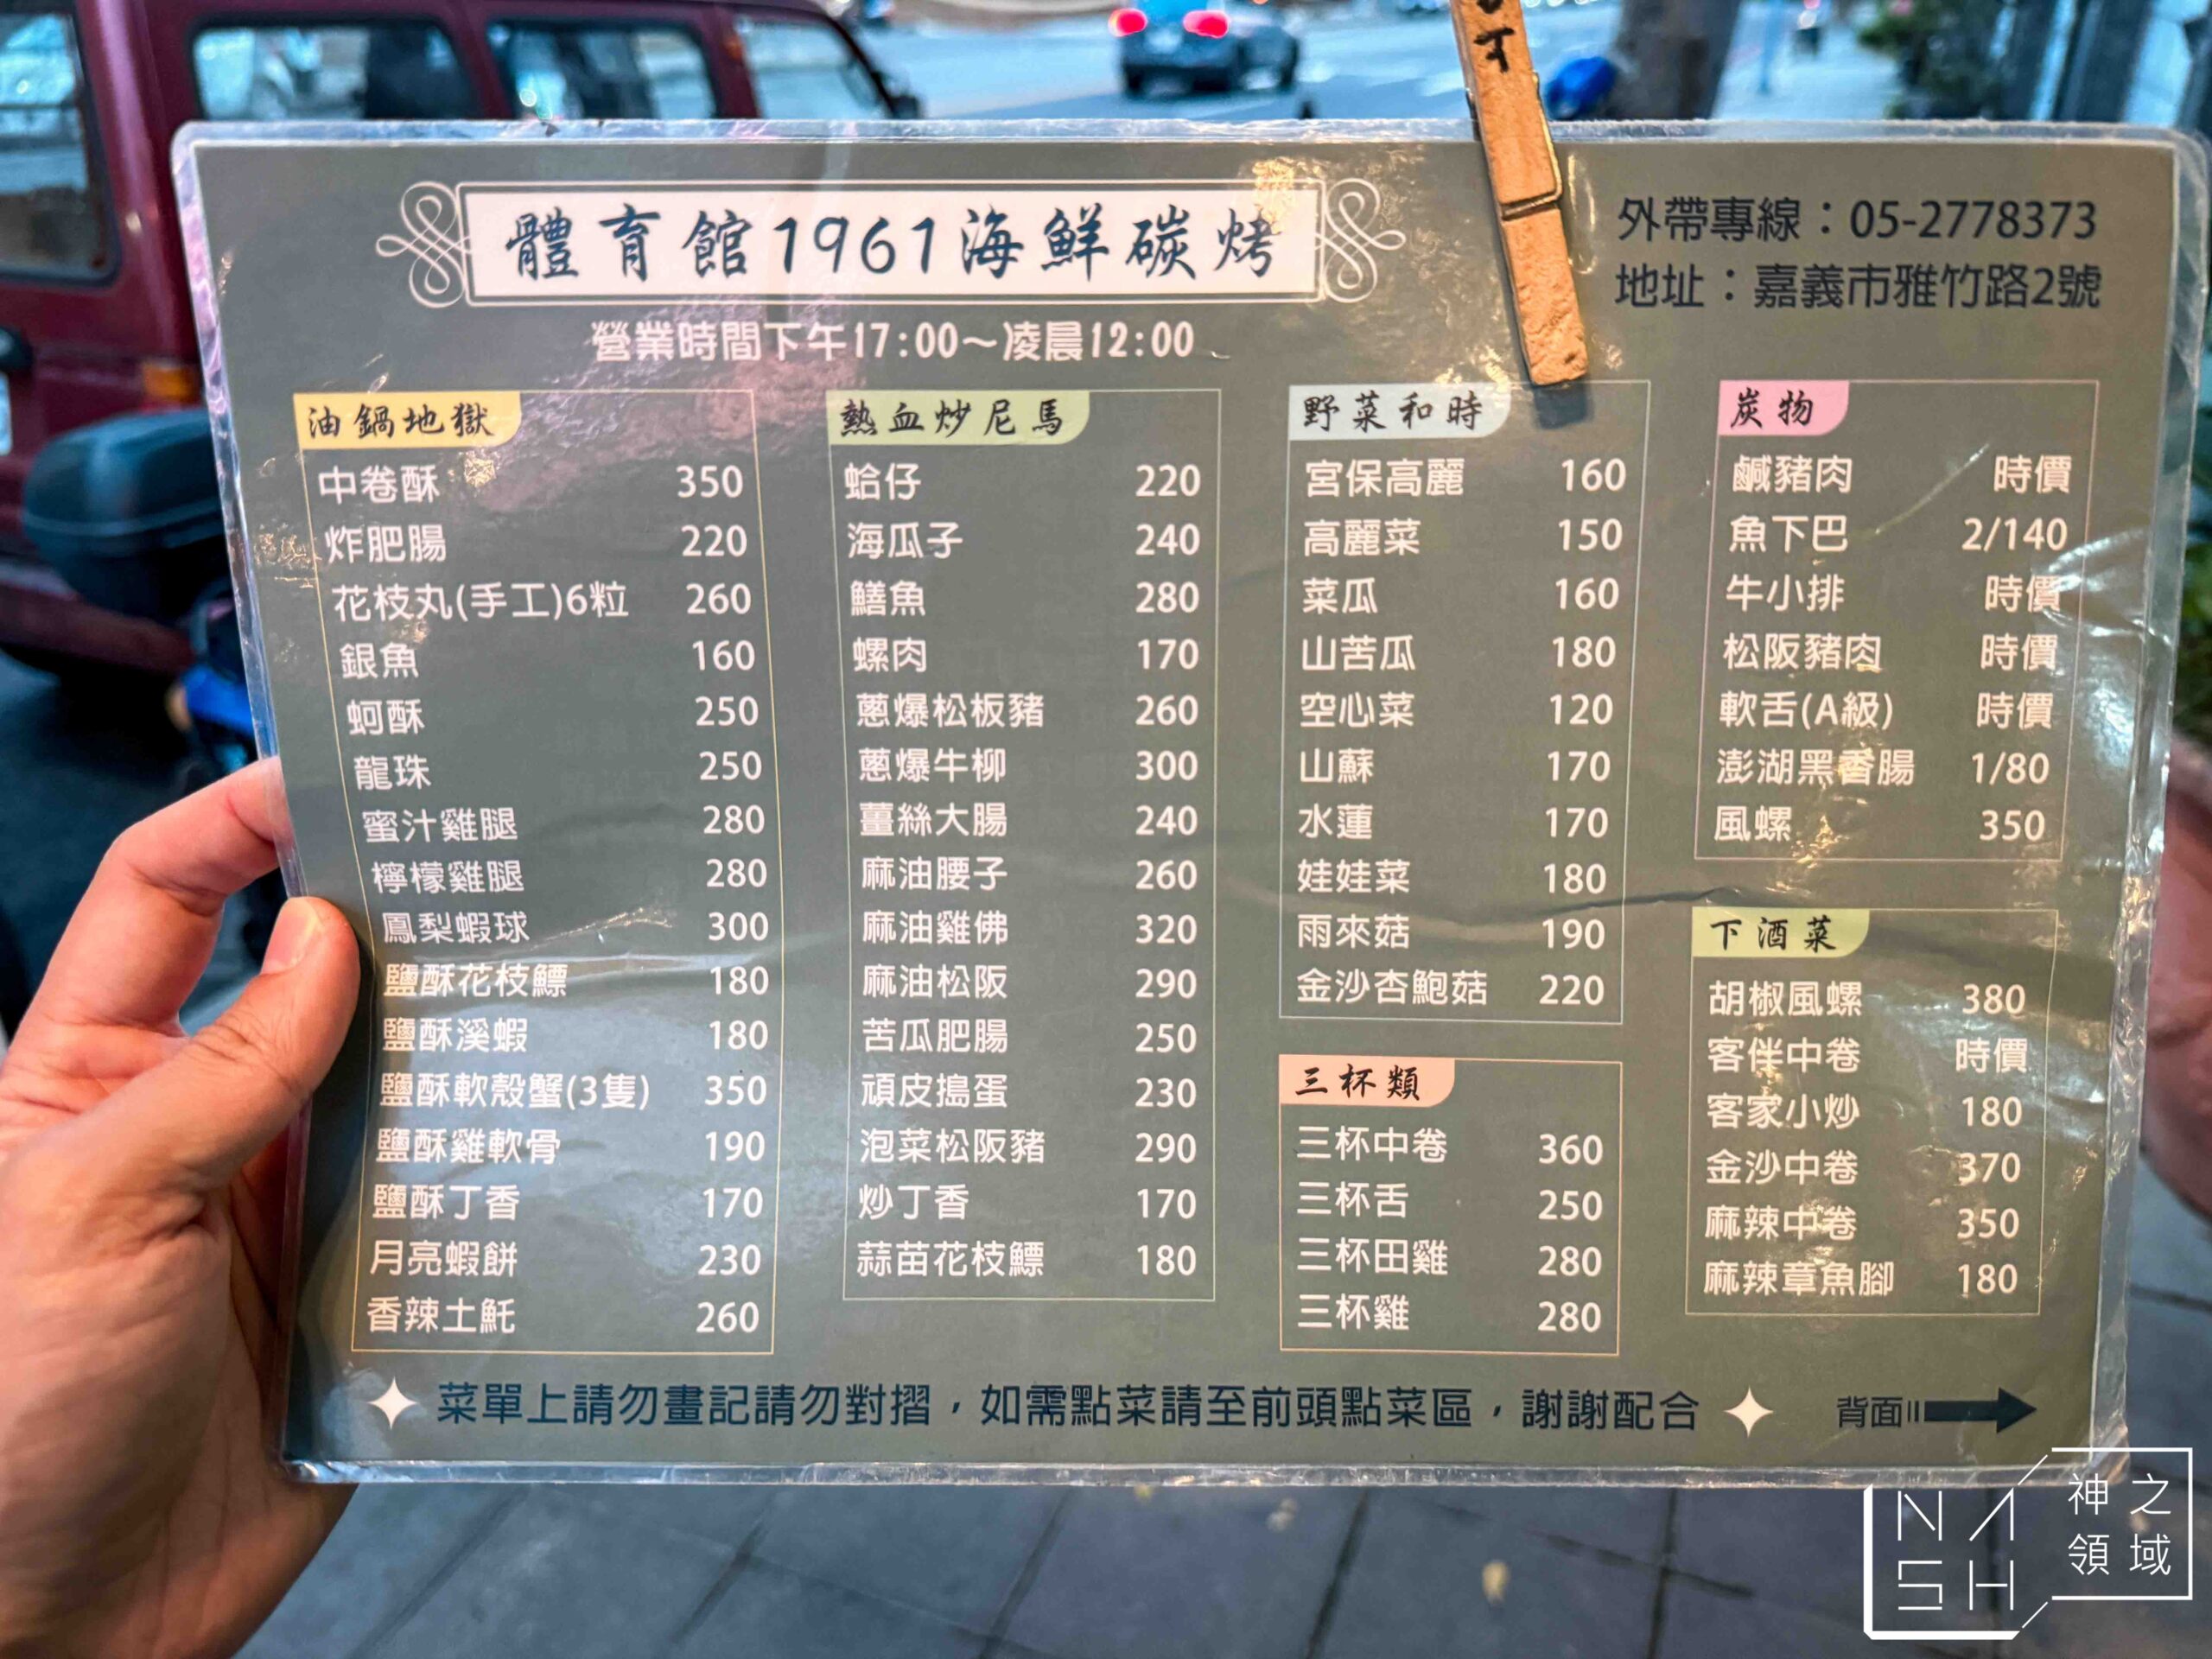 體育館1961海鮮碳烤
外帶專線：05-2778373
地址：嘉義市雅竹路2號
營業時間下午17:00～凌晨12:00
油鍋地獄
中卷酥 350
炸肥腸 220
花枝丸(手工)6粒 260
銀魚 160
蚵酥 250
龍珠 250
蜜汁雞腿 280
檸檬雞腿 280
鳳梨蝦球 300
鹽酥花枝鰾 180
鹽酥溪蝦 180
鹽酥軟殼蟹(3隻) 350
鹽酥雞軟骨 190
鹽酥丁香 170
月亮蝦餅 230
香辣土魠 260
熱血炒尼馬
蛤仔 220
海瓜子 240
鱔魚 280
螺肉 170
蔥爆松板豬 260
蔥爆牛柳 300
薑絲大腸 240
麻油腰子 260
麻油雞佛 320
麻油松阪 290
苦瓜肥腸 250
頑皮搗蛋 230
泡菜松阪豬 290
炒丁香 170
蒜苗花枝鰾 180
野菜和時
宮保高麗 160
高麗菜 150
菜瓜 160
山苦瓜 180
空心菜 120
山蘇 170
水蓮 170
娃娃菜 180
雨來菇 190
金沙杏鮑菇 220
三杯類
三杯中卷 360
三杯舌 250
三杯田雞 280
三杯雞 280
炭物
鹹豬肉 時價
魚下巴 2/140
牛小排 時價
松阪豬肉 時價
軟舌(A級) 時價
澎湖黑香腸 1/80
風螺 350
下酒菜
胡椒風螺 380
客伴中卷 時價
客家小炒 180
金沙中卷 370
麻辣中卷 350
麻辣章魚腳 180
菜單上請勿畫記請勿對摺，如需點菜請至前頭點菜區，謝謝配合
背面
NASH
神之領域